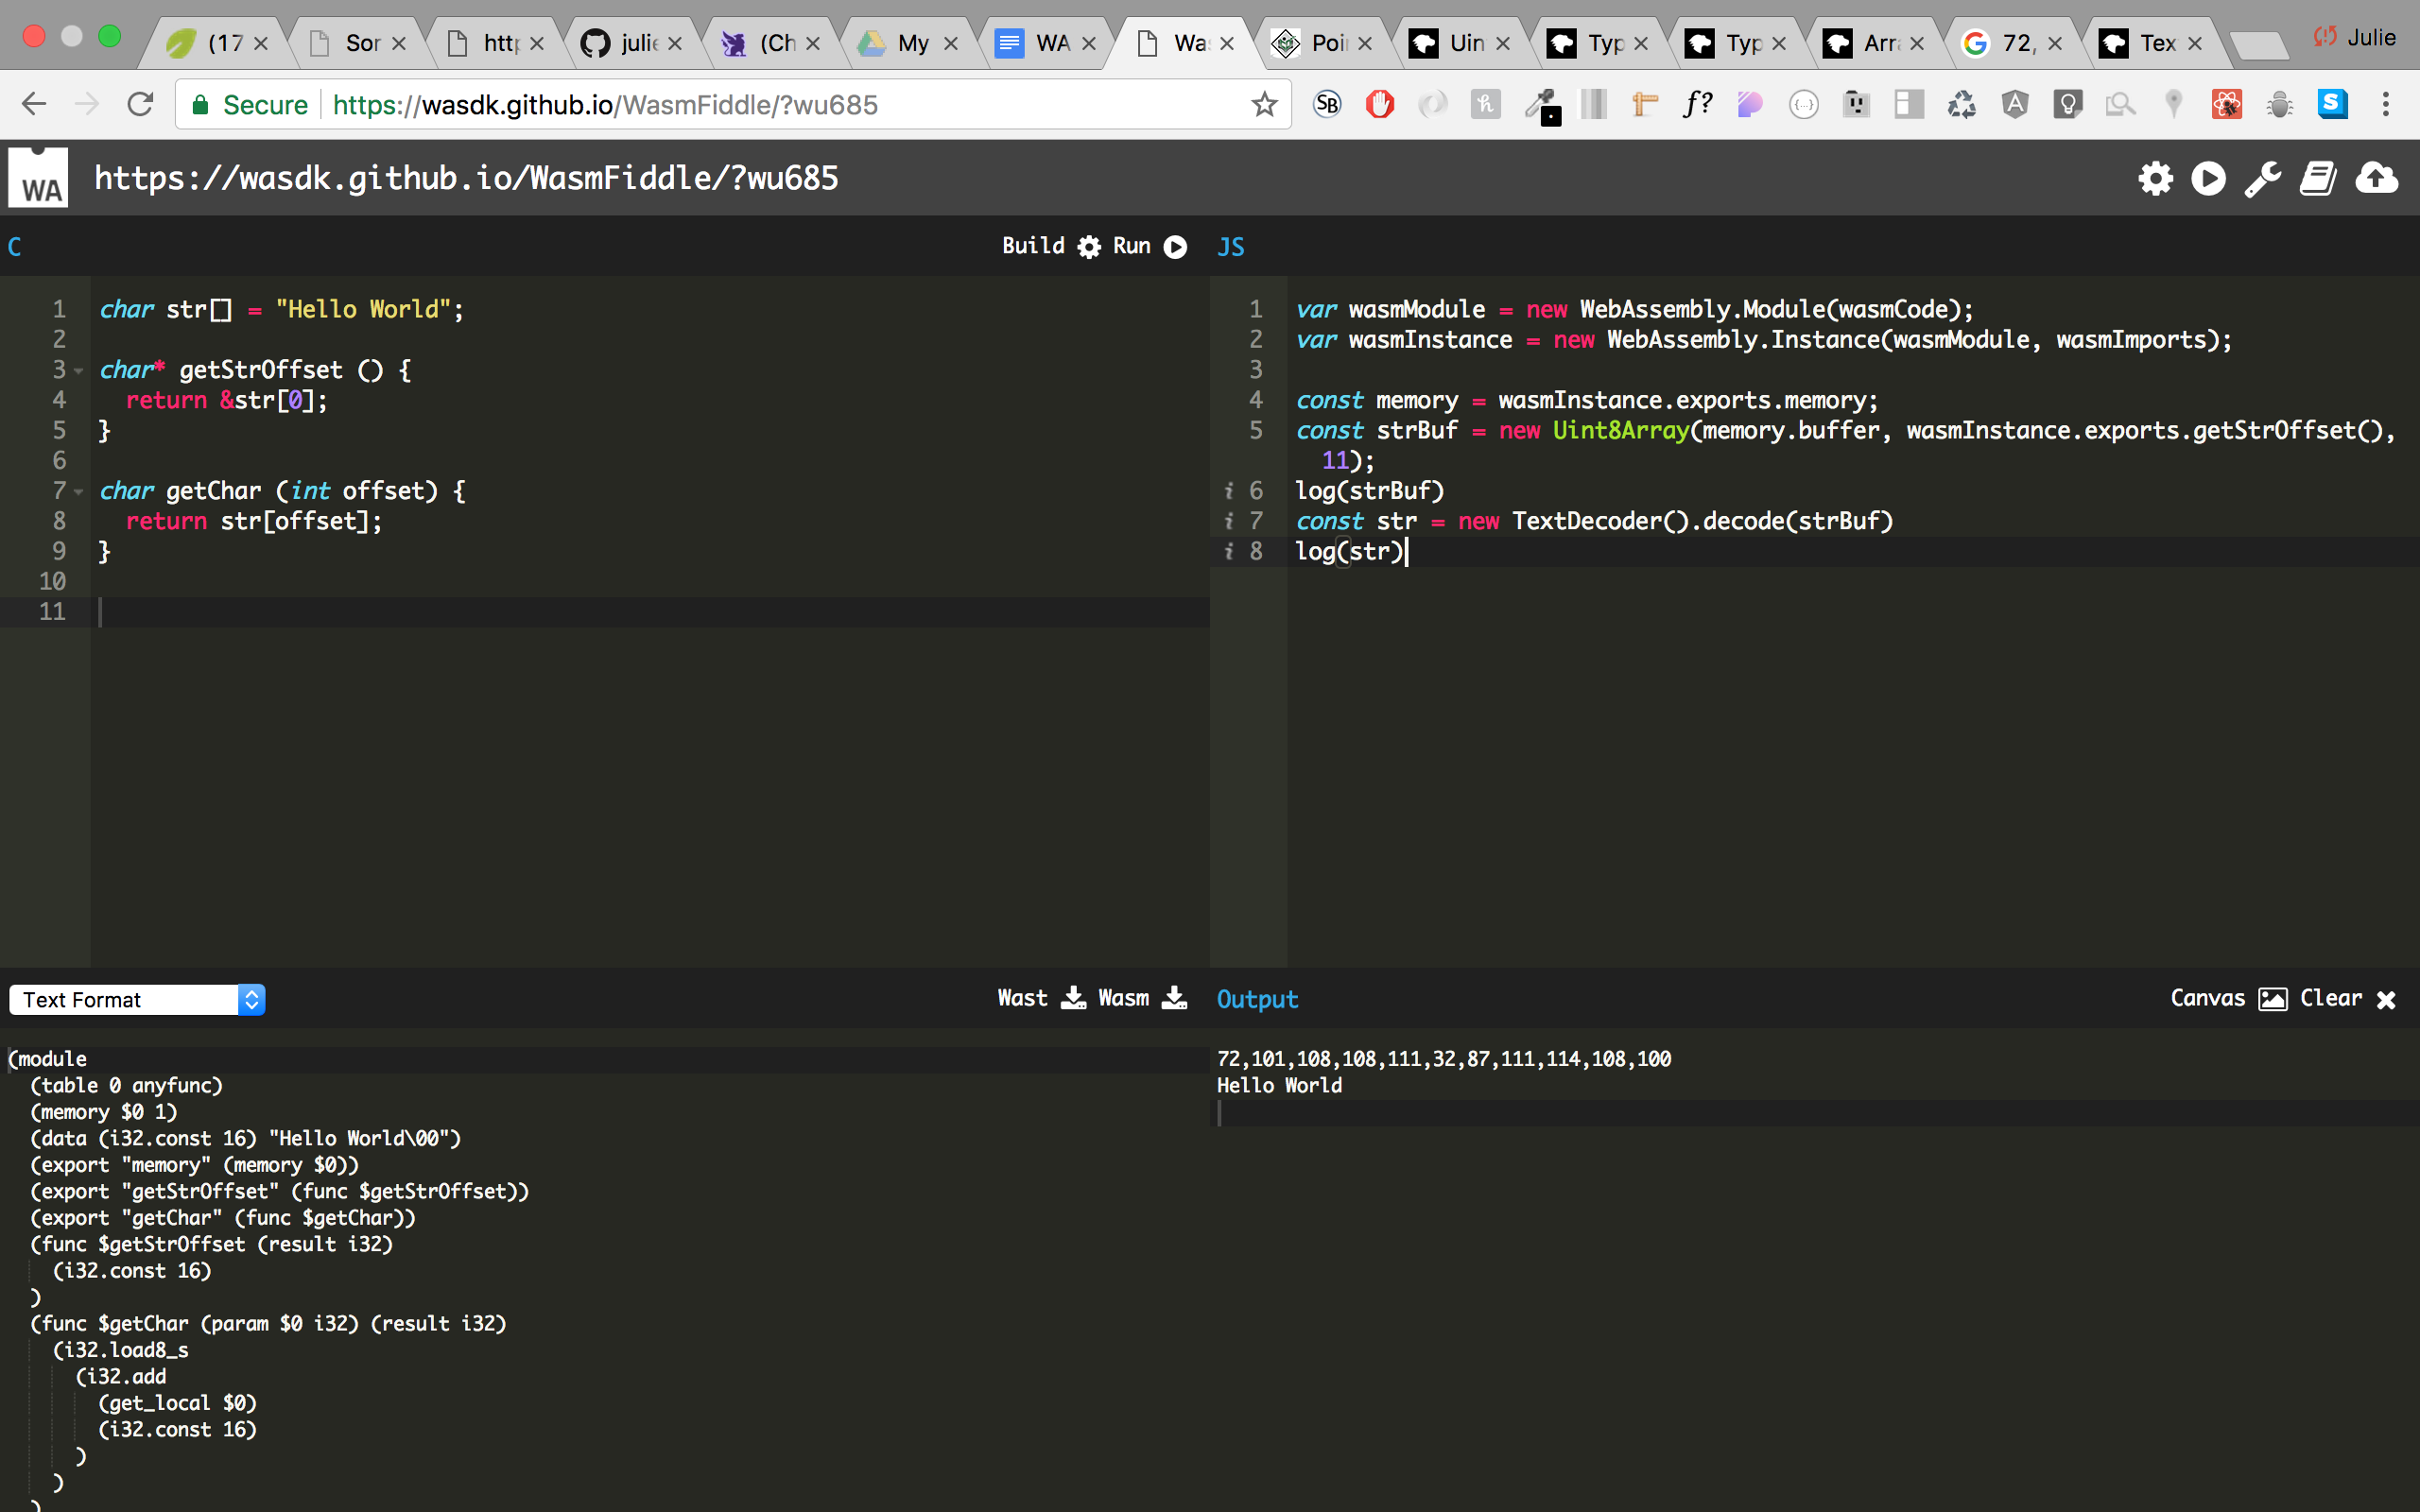 (17
Sor
http
julie
(Ch
My
WA
Was
Poi
Uin
Typ
Typ
Arra
72,
Tex
Julie
Secure https://wasdk.github.io/WasmFiddle/?wu685
WA https://wasdk.github.io/WasmFiddle/?wu685
C Build Run
1 char str[] = "Hello World";
2
3 char* getStrOffset () {
4 return &str[0];
5 }
6
7 char getChar (int offset) {
8 return str[offset];
9 }
10
11
JS
1 var wasmModule = new WebAssembly.Module(wasmCode);
2 var wasmInstance = new WebAssembly.Instance(wasmModule, wasmImports);
3
4 const memory = wasmInstance.exports.memory;
5 const strBuf = new Uint8Array(memory.buffer, wasmInstance.exports.getStrOffset(),
11);
i 6 log(strBuf)
i 7 const str = new TextDecoder().decode(strBuf)
i 8 log(str)
Text Format Wast Wasm
(module
(table 0 anyfunc)
(memory $0 1)
(data (i32.const 16) "Hello World\00")
(export "memory" (memory $0))
(export "getStrOffset" (func $getStrOffset))
(export "getChar" (func $getChar))
(func $getStrOffset (result i32)
(i32.const 16)
)
(func $getChar (param $0 i32) (result i32)
(i32.load8_s
(i32.add
(get_local $0)
(i32.const 16)
)
)
)
Output Canvas Clear
72,101,108,108,111,32,87,111,114,108,100
Hello World